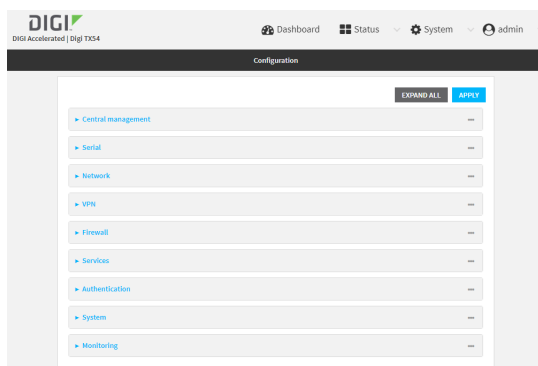 DIGI
DIGI Accelerated | Digi TX54
Dashboard
Status
System
admin
Configuration
EXPAND ALL
APPLY
Central management
Serial
Network
VPN
Firewall
Services
Authentication
System
Monitoring